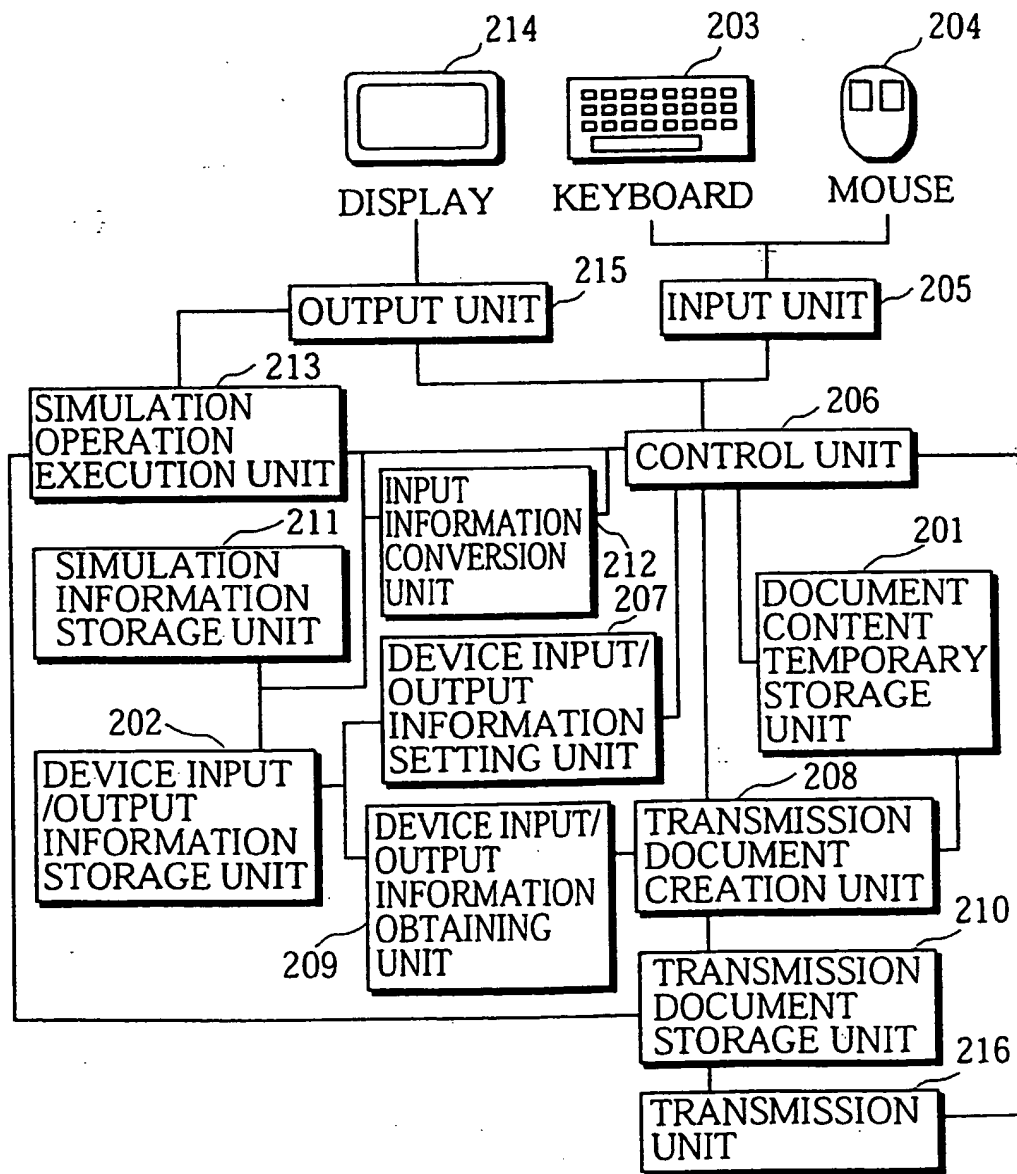 214
203
204
DISPLAY
KEYBOARD
MOUSE
215
OUTPUT UNIT
INPUT UNIT
205
213
SIMULATION
OPERATION
EXECUTION UNIT
206
CONTROL UNIT
INPUT
INFORMATION
CONVERSION
UNIT
212
211
SIMULATION
INFORMATION
STORAGE UNIT
201
DOCUMENT
CONTENT
TEMPORARY
STORAGE
UNIT
207
DEVICE INPUT/
OUTPUT
INFORMATION
SETTING UNIT
202
DEVICE INPUT
/OUTPUT
INFORMATION
STORAGE UNIT
208
TRANSMISSION
DOCUMENT
CREATION UNIT
DEVICE INPUT/
OUTPUT
INFORMATION
OBTAINING
UNIT
209
210
TRANSMISSION
DOCUMENT
STORAGE UNIT
216
TRANSMISSION
UNIT